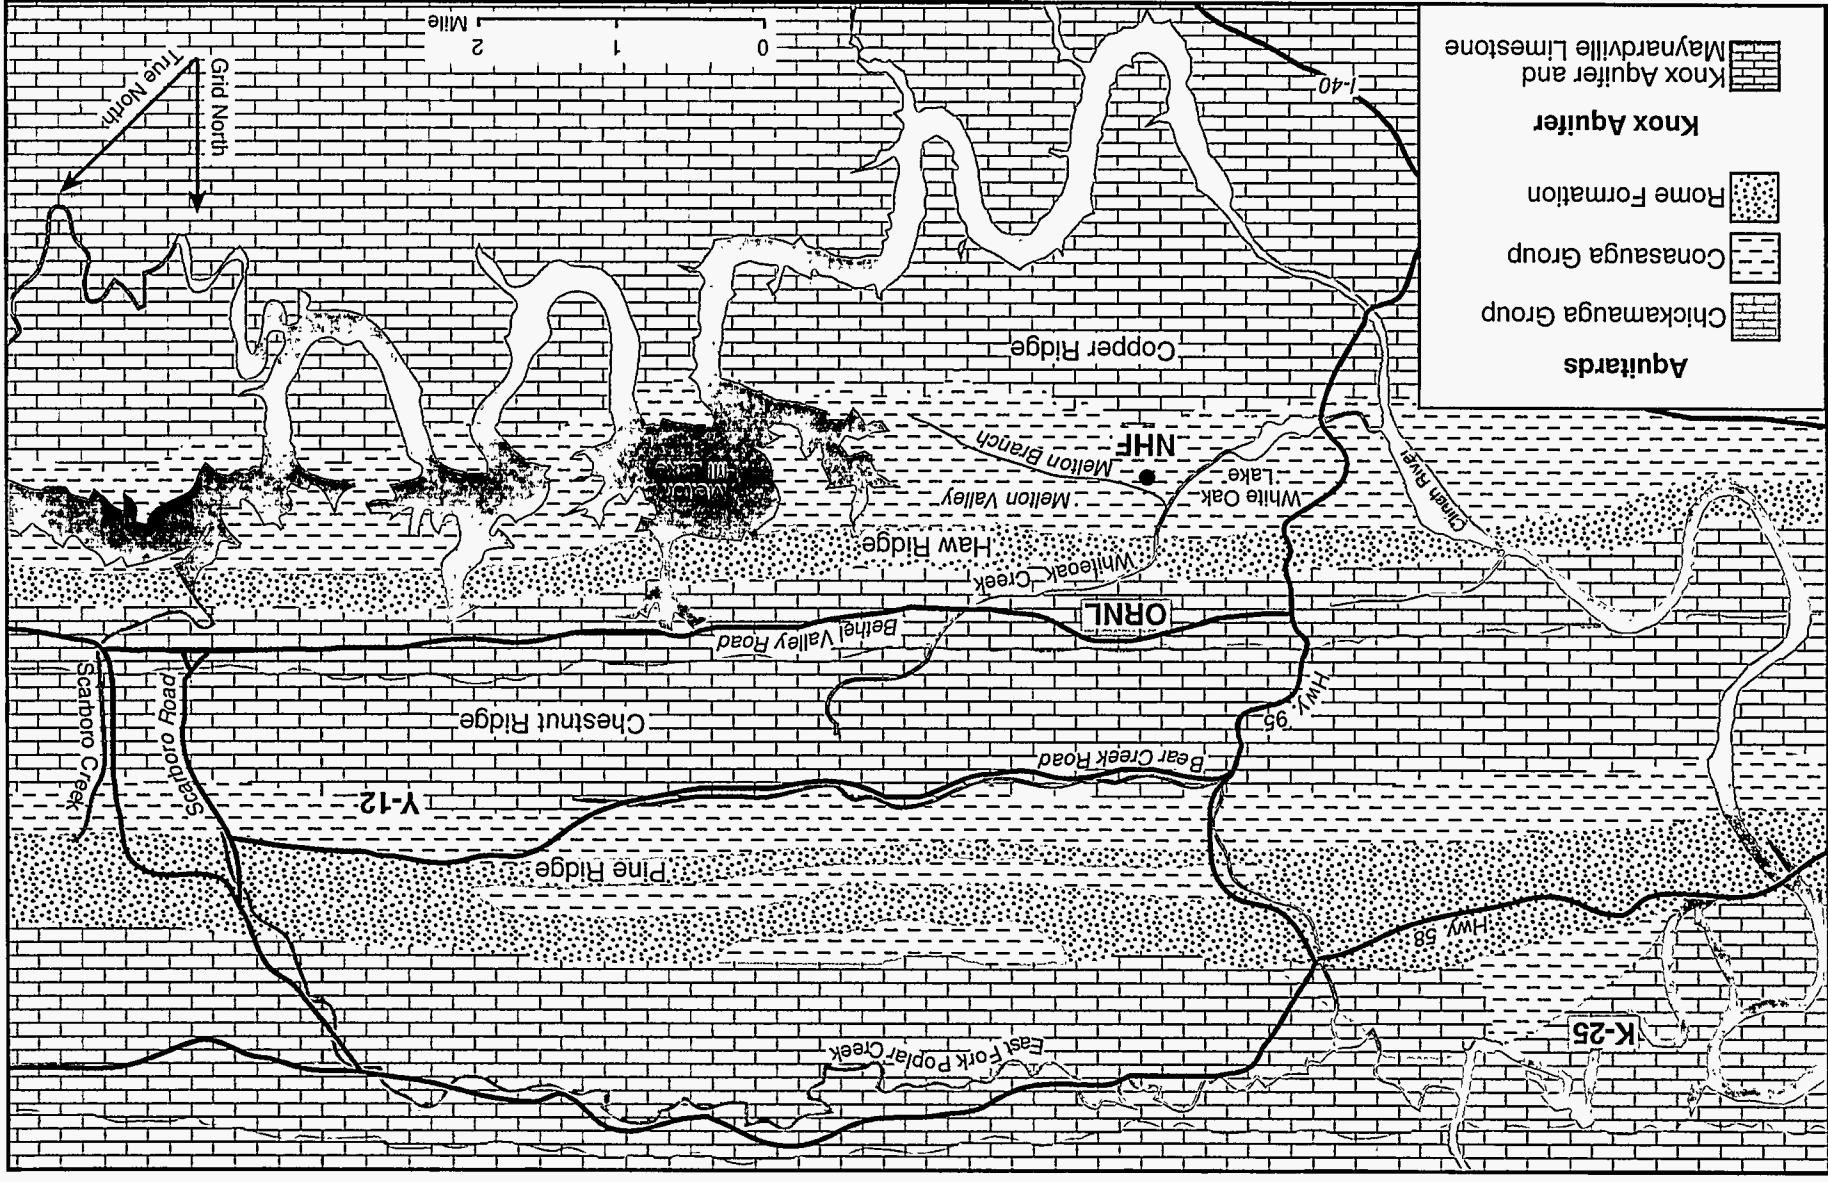 East Fork Poplar Creek
K-25
Hwy. 58
Pine Ridge
Y-12
Scarboro Creek
Scarboro Road
Bear Creek Road
Hwy. 95
Chestnut Ridge
Bethel Valley Road
ORNL
Whiteoak Creek
Haw Ridge
Clinch River
White Oak
Lake
Melton Valley
Melton Branch
NHF
Melton
Hill
Copper Ridge
Aquitards
Chickamauga Group
Conasauga Group
Rome Formation
Knox Aquifer
Knox Aquifer and
Maynardville Limestone
I-40
Grid North
True North
0 1 2
Mile